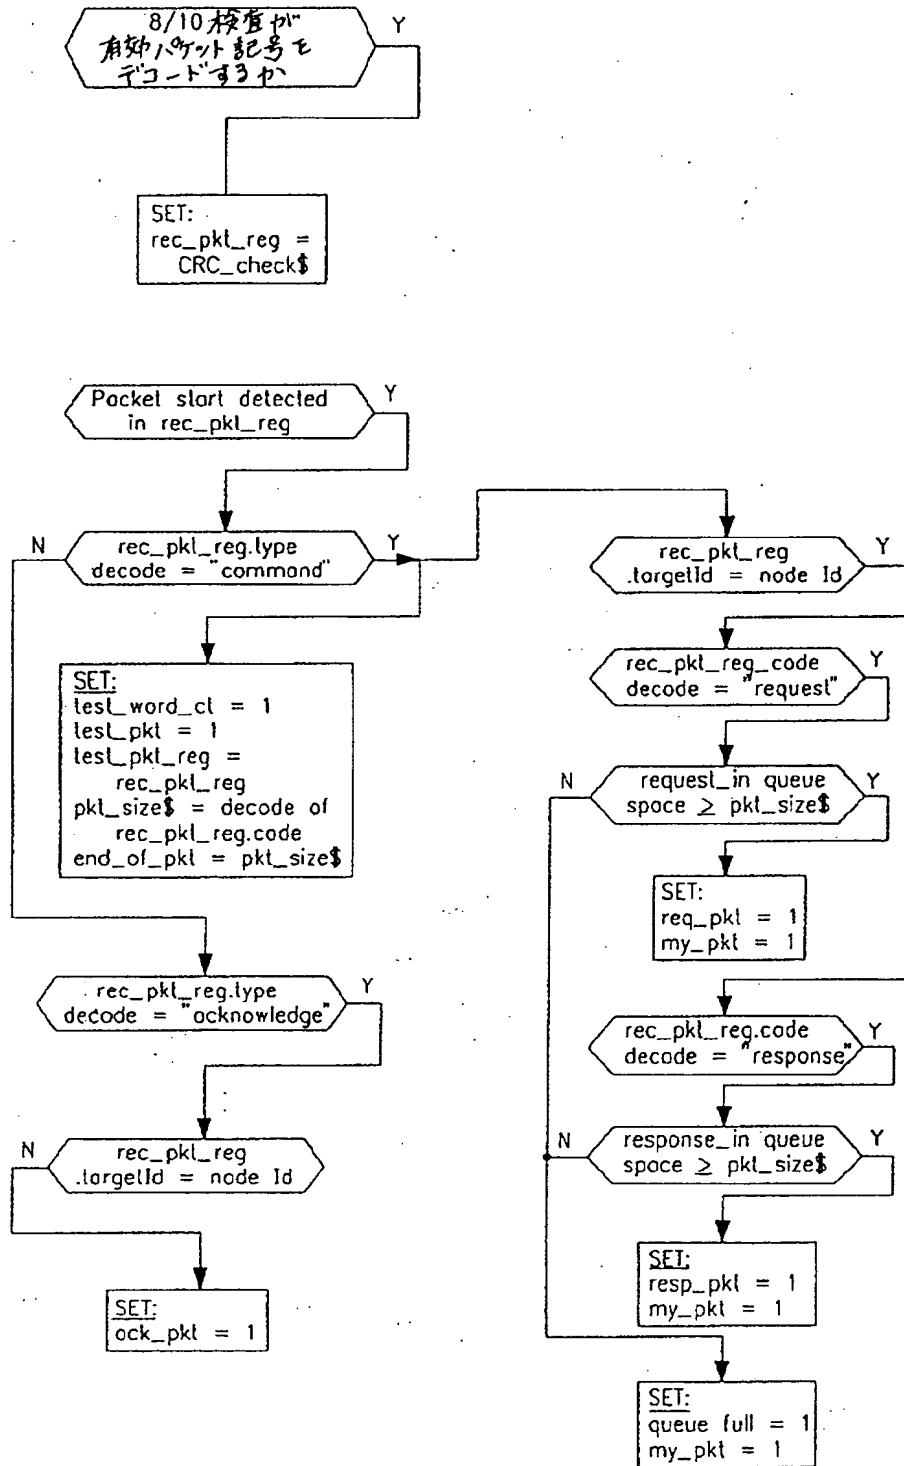 8/10 検査が
有効パケット記号を
デコードするか
Y
SET:
rec_pkt_reg =
CRC_check$
Packet start detected
in rec_pkt_reg
Y
N
rec_pkt_reg.type
decode = "command"
Y
SET:
test_word_ct = 1
test_pkt = 1
test_pkt_reg =
rec_pkt_reg
pkt_size$ = decode of
rec_pkt_reg.code
end_of_pkt = pkt_size$
rec_pkt_reg.type
decode = "acknowledge"
Y
N
rec_pkt_reg
.targetId = node Id
SET:
ack_pkt = 1
rec_pkt_reg
.targetId = node Id
Y
rec_pkt_reg_code
decode = "request"
Y
N
request_in queue
space ≥ pkt_size$
Y
SET:
req_pkt = 1
my_pkt = 1
rec_pkt_reg.code
decode = "response"
Y
N
response_in queue
space ≥ pkt_size$
Y
SET:
resp_pkt = 1
my_pkt = 1
SET:
queue full = 1
my_pkt = 1